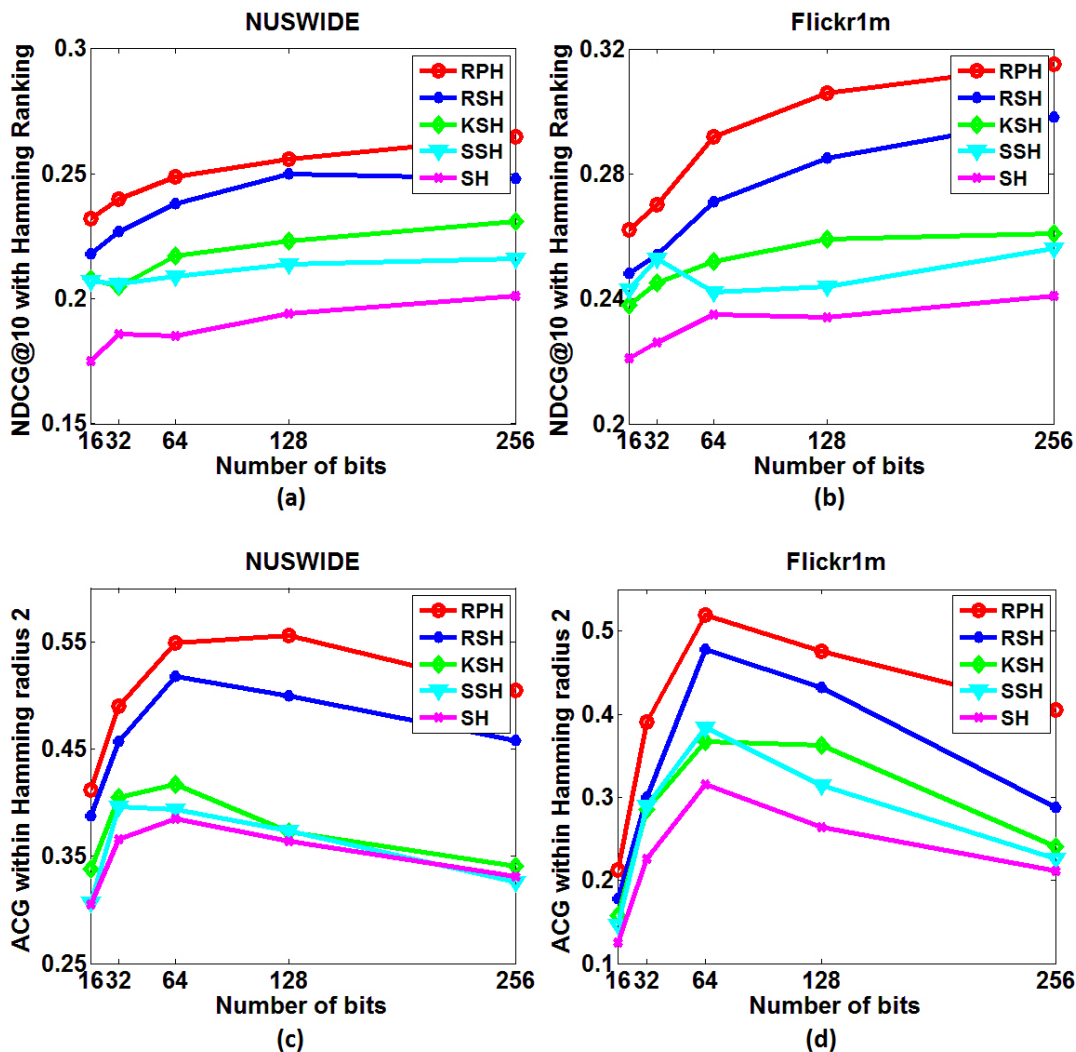 NUSWIDE
NDCG@10 with Hamming Ranking
0.3
0.25
0.2
0.15
RPH
RSH
KSH
SSH
SH
16 32 64 128 256
Number of bits
(a)
Flickr1m
NDCG@10 with Hamming Ranking
0.32
0.28
0.24
0.2
RPH
RSH
KSH
SSH
SH
16 32 64 128 256
Number of bits
(b)
NUSWIDE
ACG within Hamming radius 2
0.55
0.45
0.35
0.25
RPH
RSH
KSH
SSH
SH
16 32 64 128 256
Number of bits
(c)
Flickr1m
ACG within Hamming radius 2
0.5
0.4
0.3
0.2
0.1
RPH
RSH
KSH
SSH
SH
16 32 64 128 256
Number of bits
(d)